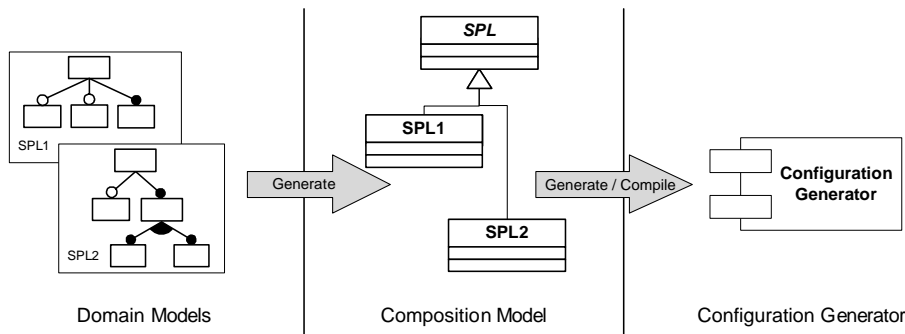 SPL
SPL1
SPL1
SPL2
SPL2
Generate
Generate / Compile
Configuration
Generator
Domain Models
Composition Model
Configuration Generator